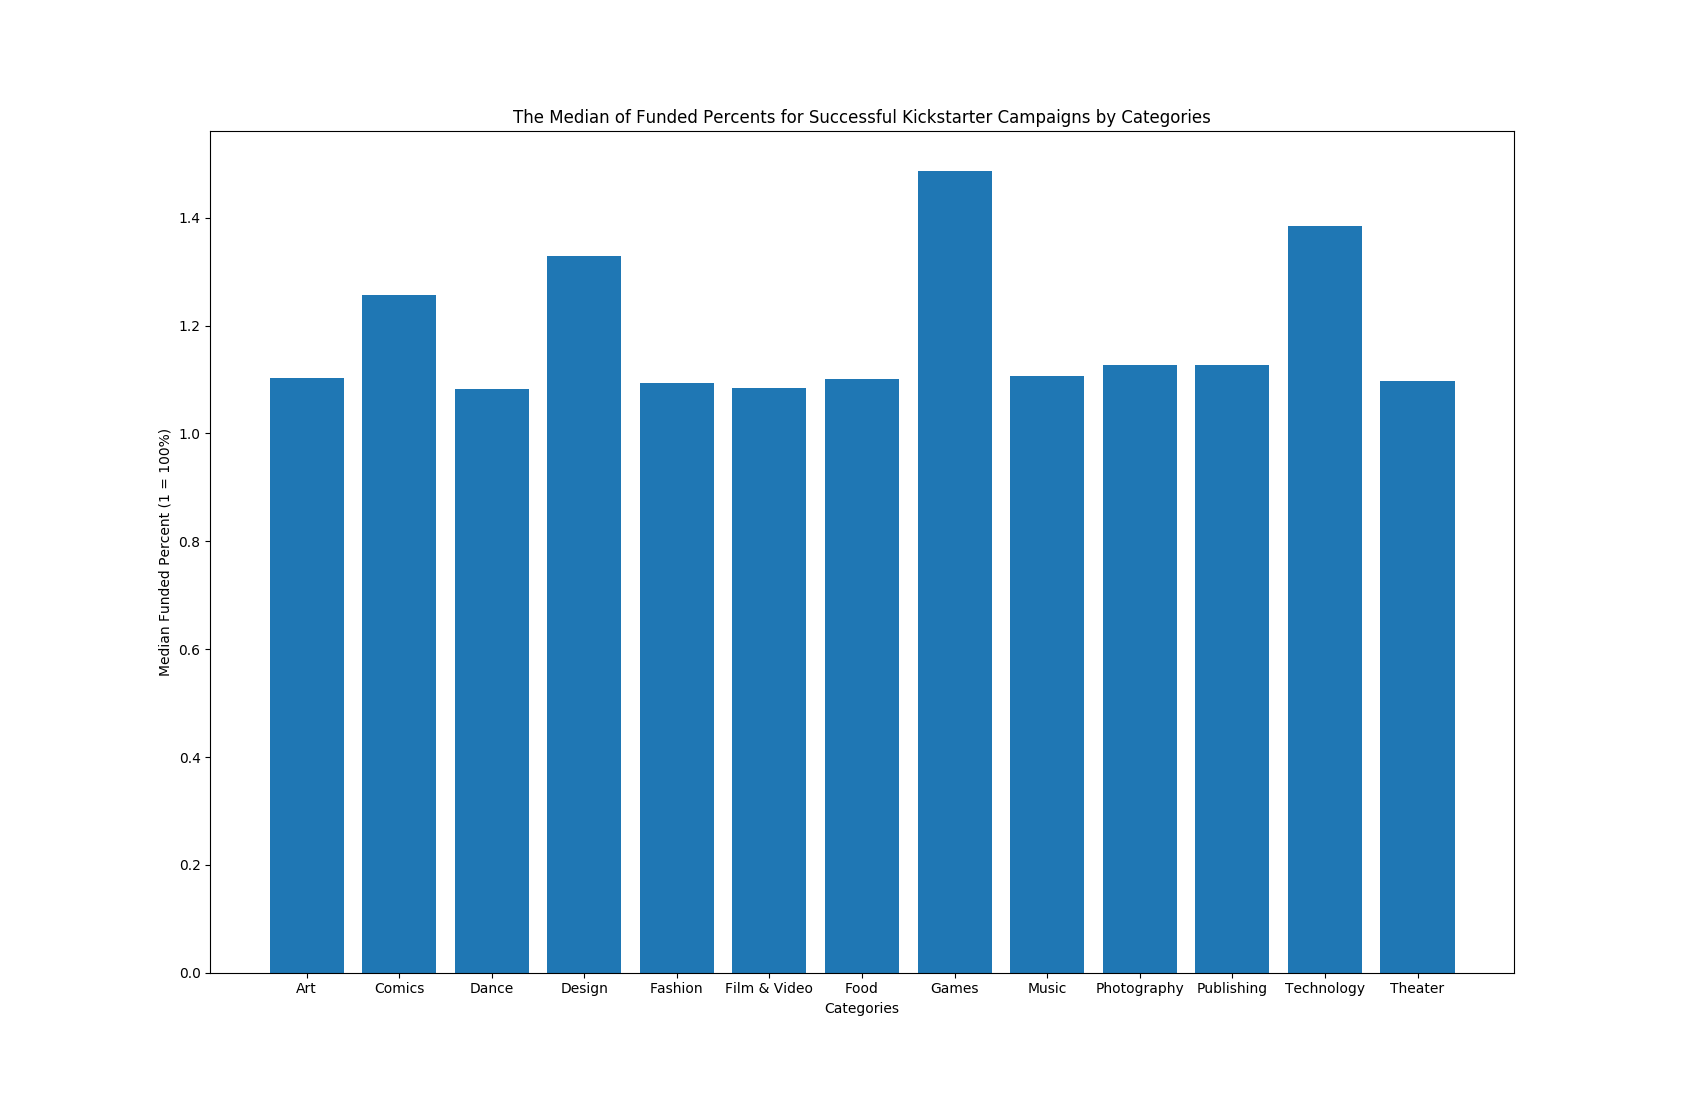 The Median of Funded Percents for Successful Kickstarter Campaigns by Categories
1.4
1.2
1.0
0.8
0.6
0.4
0.2
0.0
Median Funded Percent (1 = 100%)
Art Comics Dance Design Fashion Film & Video Food Games Music Photography Publishing Technology Theater
Categories